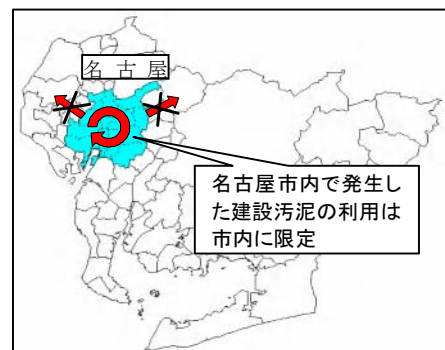 名古屋
名古屋市内で発生し
た建設汚泥の利用は
市内に限定